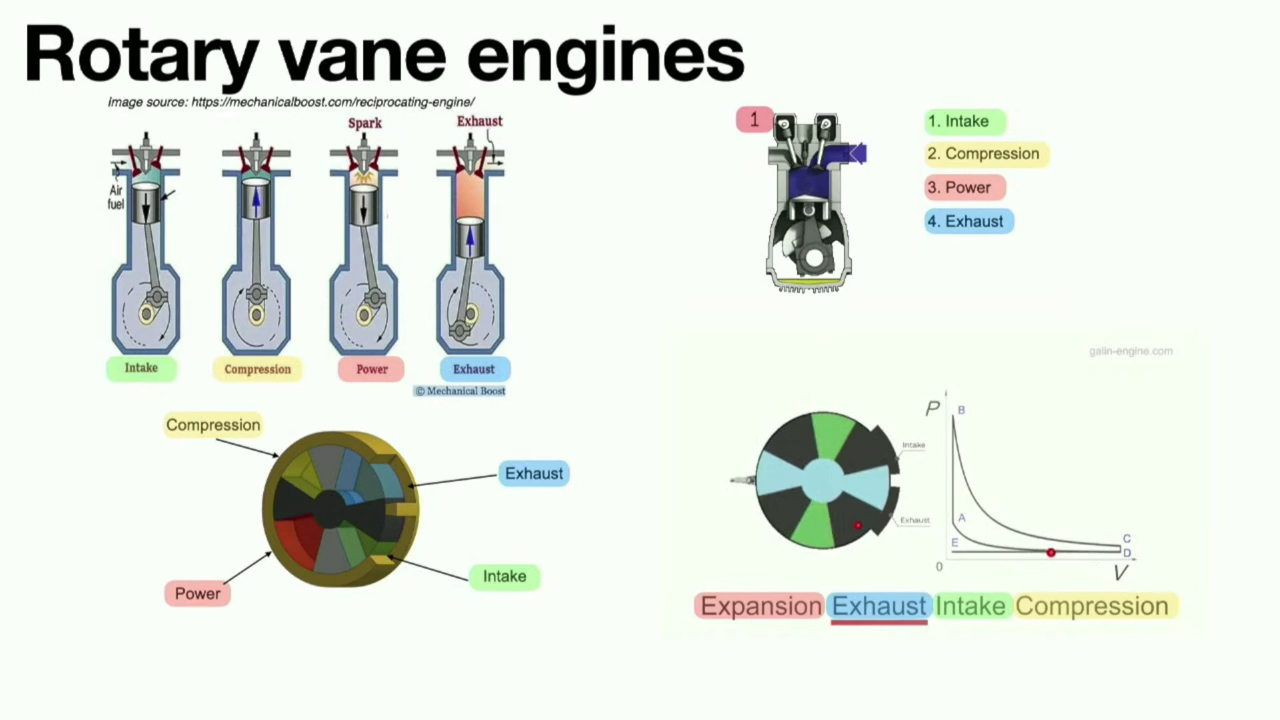 Rotary vane engines
Image source: https://mechanicalboost.com/reciprocating-engine/
Spark
Exhaust
Air
fuel
Intake
Compression
Power
Exhaust
© Mechanical Boost
1
1. Intake
2. Compression
3. Power
4. Exhaust
Compression
Exhaust
Power
Intake
galin-engine.com
Intake
Exhaust
P
B
A
E
C
D
0
V
Expansion Exhaust Intake Compression